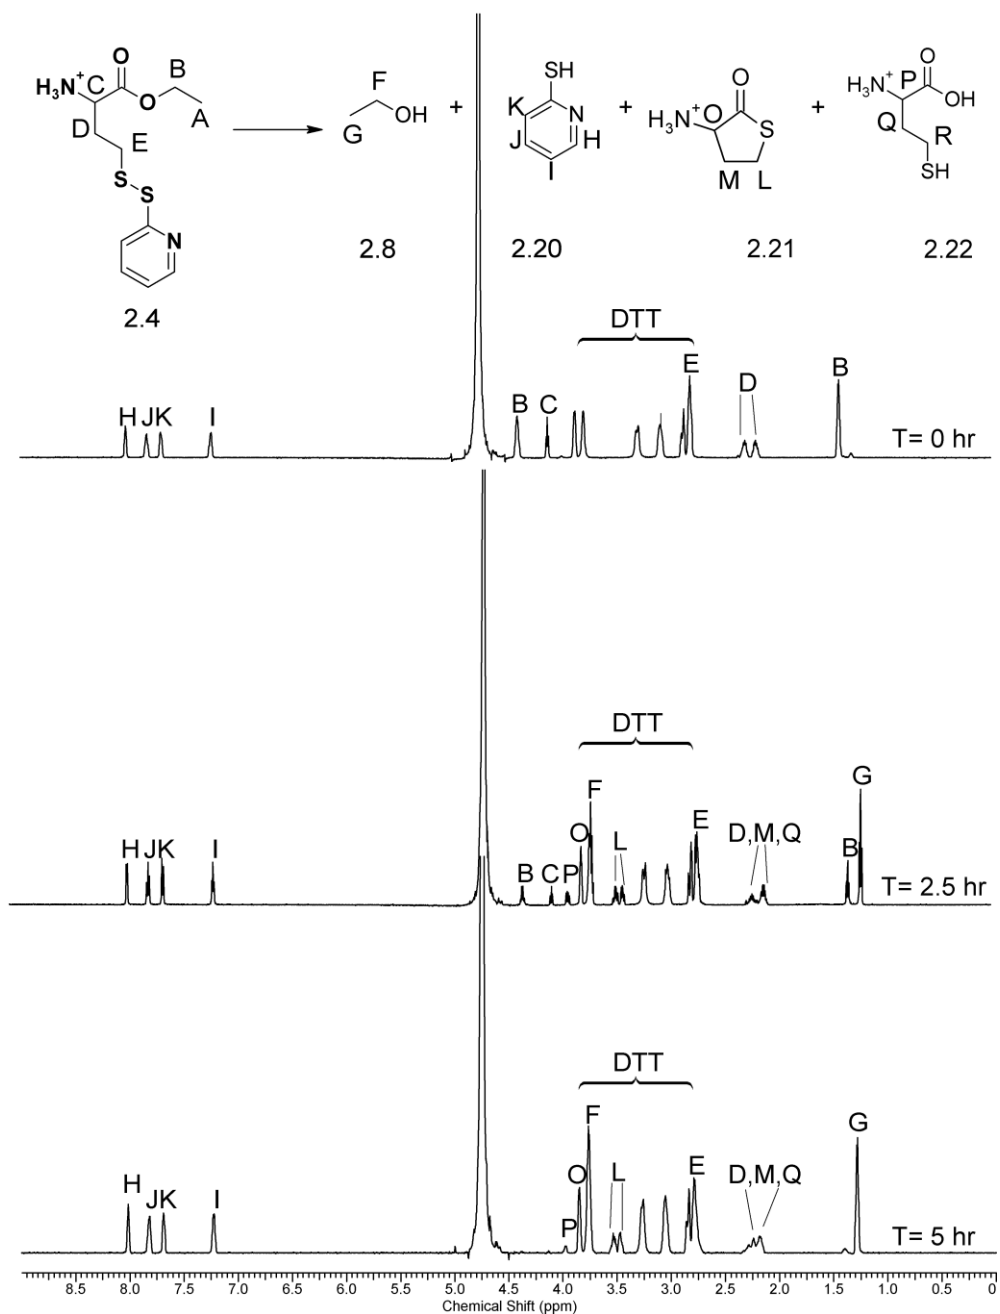 O
H₃N⁺ C B
O
D A
E
S
S
N
2.4
F
G OH
2.8
+
SH
K
N
J H
I
2.20
+
O
H₃N⁺ O
S
M L
2.21
+
O
H₃N⁺ P
OH
Q R
SH
2.22
DTT
H JK I B C E D B
T= 0 hr
DTT
H JK I B C P O F L E D,M,Q B G
T= 2.5 hr
DTT
H JK I P O F L E D,M,Q G
T= 5 hr
8.5 8.0 7.5 7.0 6.5 6.0 5.5 5.0 4.5 4.0 3.5 3.0 2.5 2.0 1.5 1.0 0.5 0
Chemical Shift (ppm)